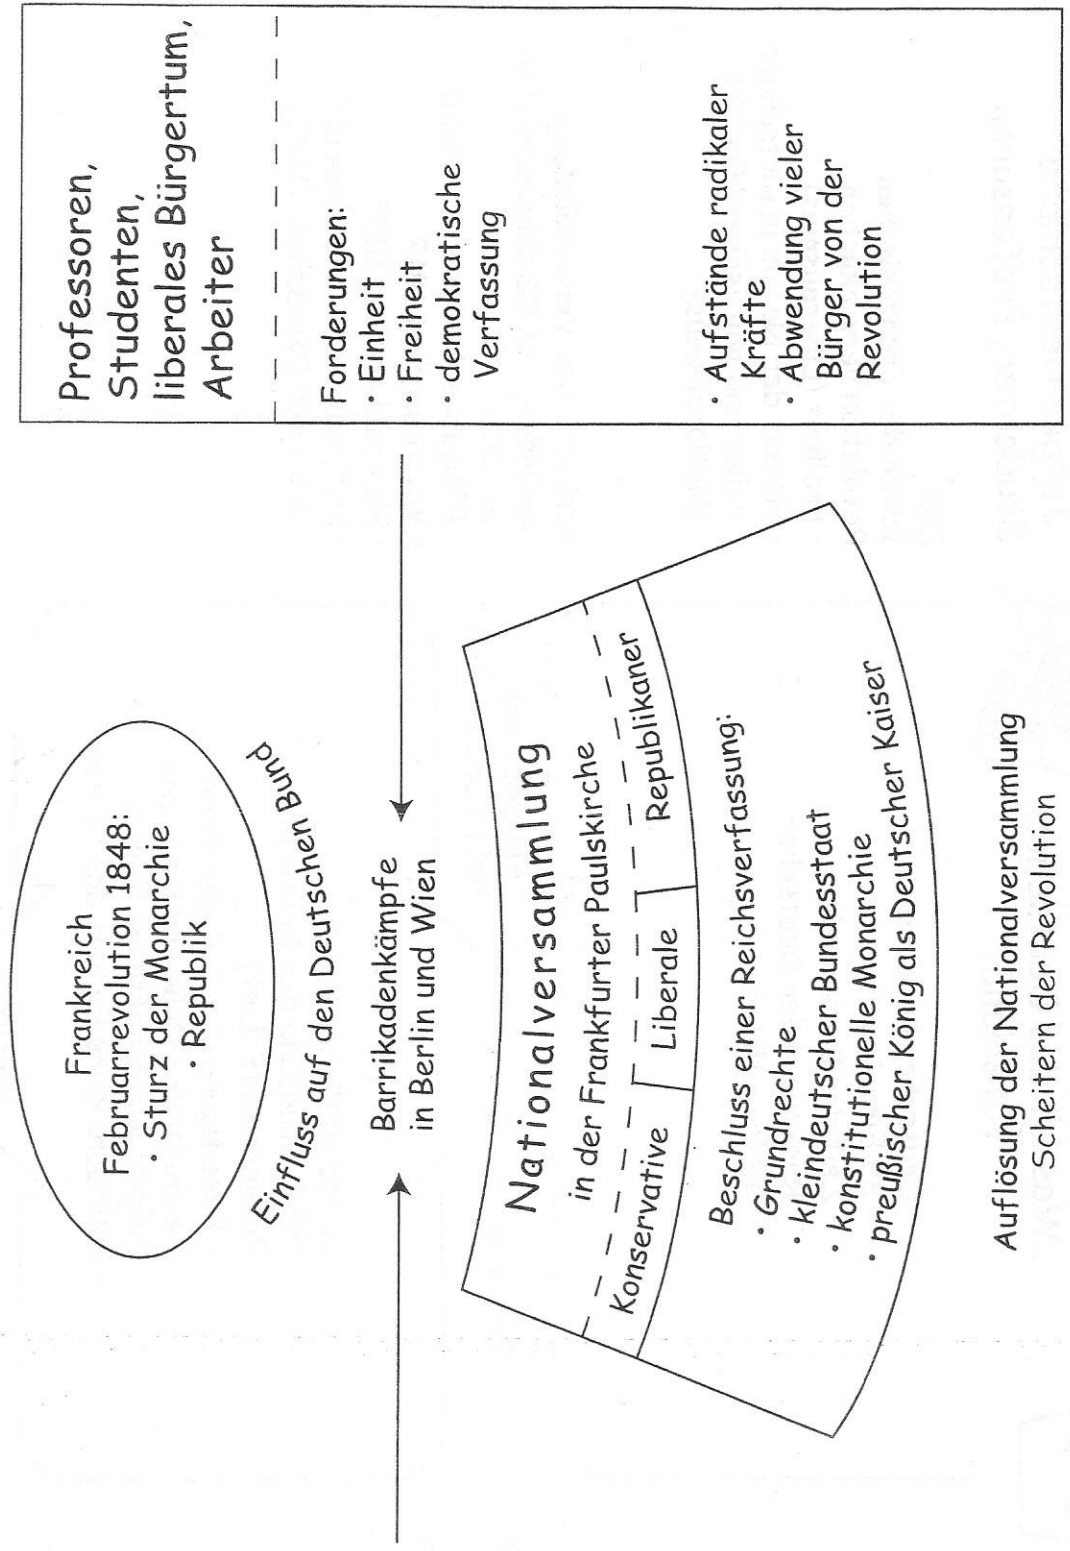 Frankreich
Februarrevolution 1848:
· Sturz der Monarchie
· Republik
Einfluss auf den Deutschen Bund
Barrikadenkämpfe
in Berlin und Wien
Nationalversammlung
in der Frankfurter Paulskirche
Konservative
Liberale
Republikaner
Beschluss einer Reichsverfassung:
· Grundrechte
· kleindeutscher Bundesstaat
· konstitutionelle Monarchie
· preußischer König als Deutscher Kaiser
Auflösung der Nationalversammlung
Scheitern der Revolution
Professoren,
Studenten,
liberales Bürgertum,
Arbeiter
Forderungen:
· Einheit
· Freiheit
· demokratische
Verfassung
· Aufstände radikaler
Kräfte
· Abwendung vieler
Bürger von der
Revolution